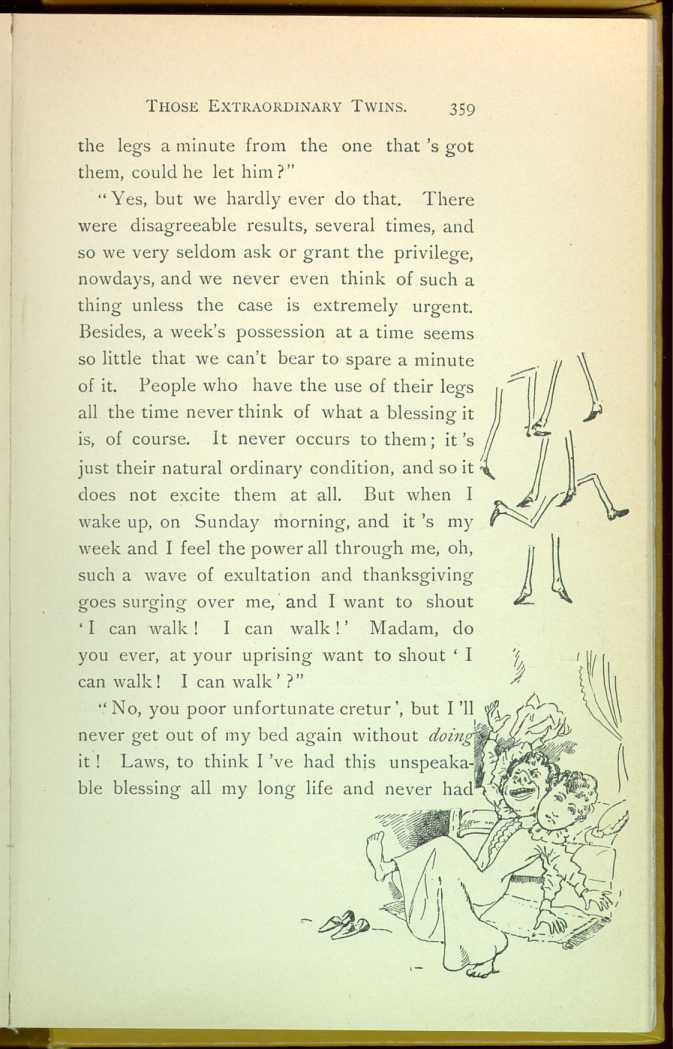 THOSE EXTRAORDINARY TWINS. 359
the legs a minute from the one that 's got
them, could he let him?"
"Yes, but we hardly ever do that. There
were disagreeable results, several times, and
so we very seldom ask or grant the privilege,
nowdays, and we never even think of such a
thing unless the case is extremely urgent.
Besides, a week's possession at a time seems
so little that we can't bear to spare a minute
of it. People who have the use of their legs
all the time never think of what a blessing it
is, of course. It never occurs to them; it 's
just their natural ordinary condition, and so it
does not excite them at all. But when I
wake up, on Sunday morning, and it 's my
week and I feel the power all through me, oh,
such a wave of exultation and thanksgiving
goes surging over me, and I want to shout
'I can walk! I can walk!' Madam, do
you ever, at your uprising want to shout 'I
can walk! I can walk'?"
"No, you poor unfortunate cretur', but I 'll
never get out of my bed again without doing
it! Laws, to think I 've had this unspeaka-
ble blessing all my long life and never had